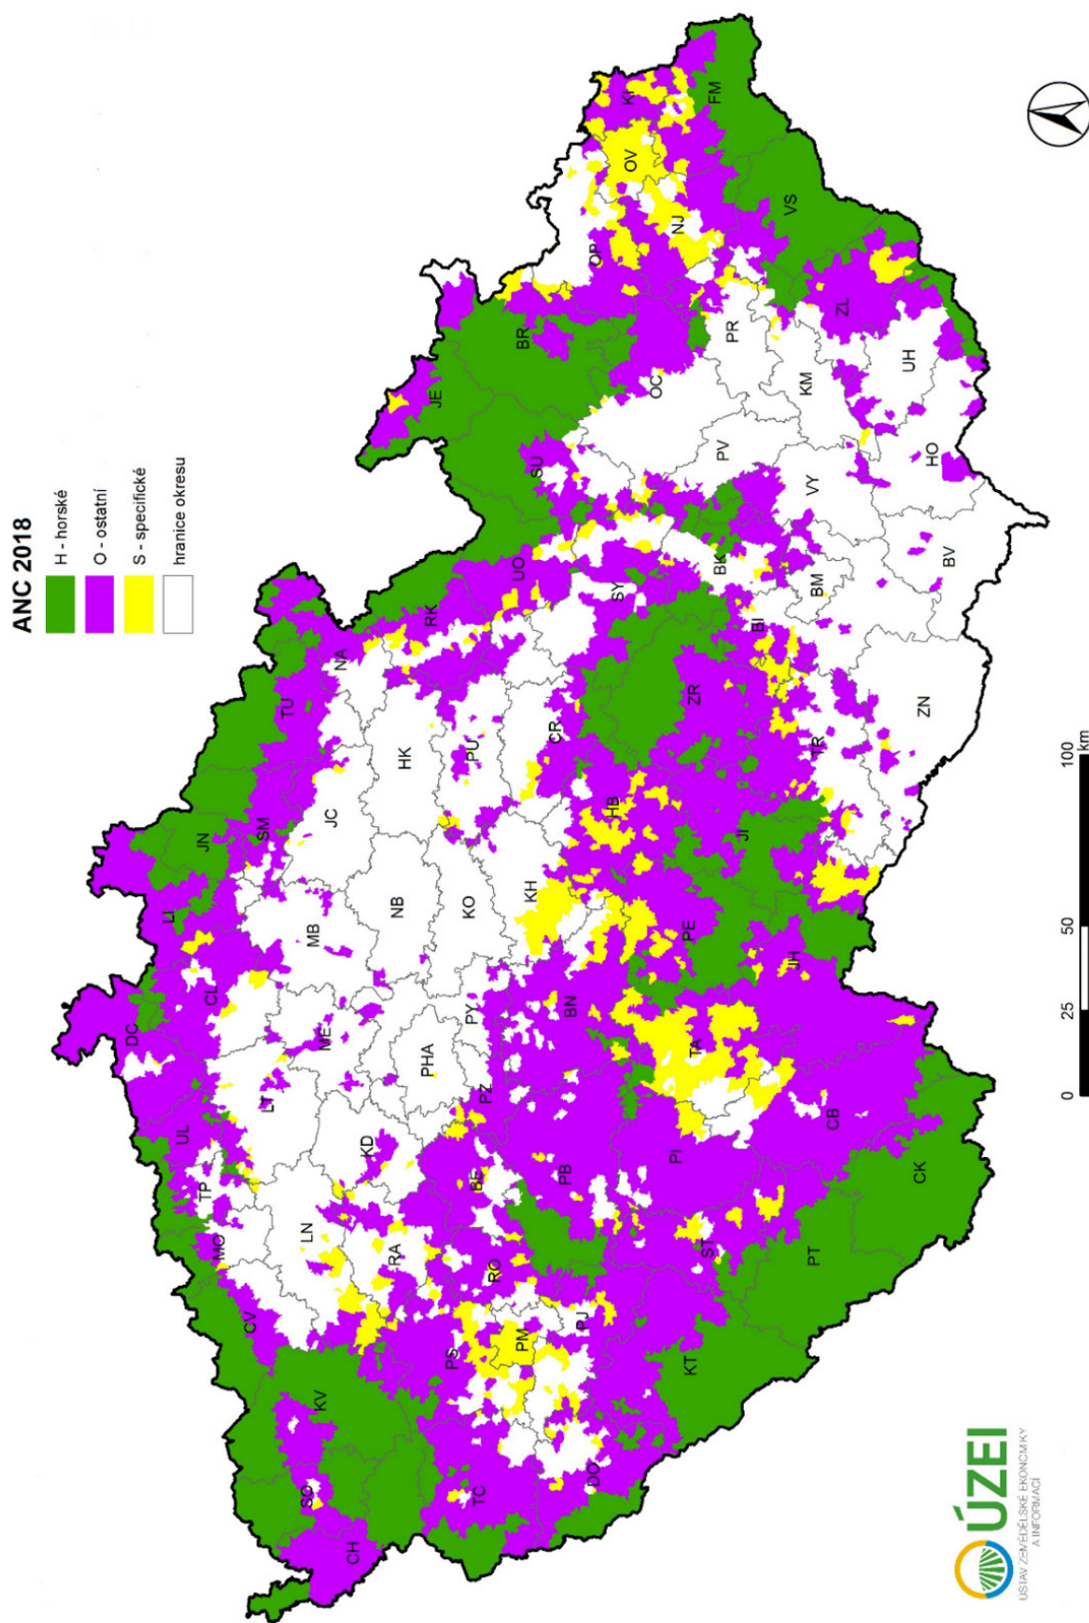 ANC 2018
H - horské
O - ostatní
S - specifické
hranice okresu
DC
LI
JN
UL
CL
SM
TU
TP
LT
MB
JC
NA
MO
LN
ME
HK
RK
JE
CV
KD
NB
PU
UO
SU
BR
KV
RA
PHA
KO
CR
SY
OP
KI
SO
PY
KH
OV
CH
BE
PZ
OC
NJ
FM
PS
RO
BN
HB
PV
PR
TC
PM
PB
ZR
BK
VS
PJ
TA
PE
JI
BI
BM
VY
KM
ZL
DO
PI
JH
TR
UH
KT
ST
CB
ZN
BV
HO
PT
CK
0
25
50
100
km
ÚZEI
ÚSTAV ZEMĚDĚLSKÉ EKONOMIKY
A INFORMACÍ